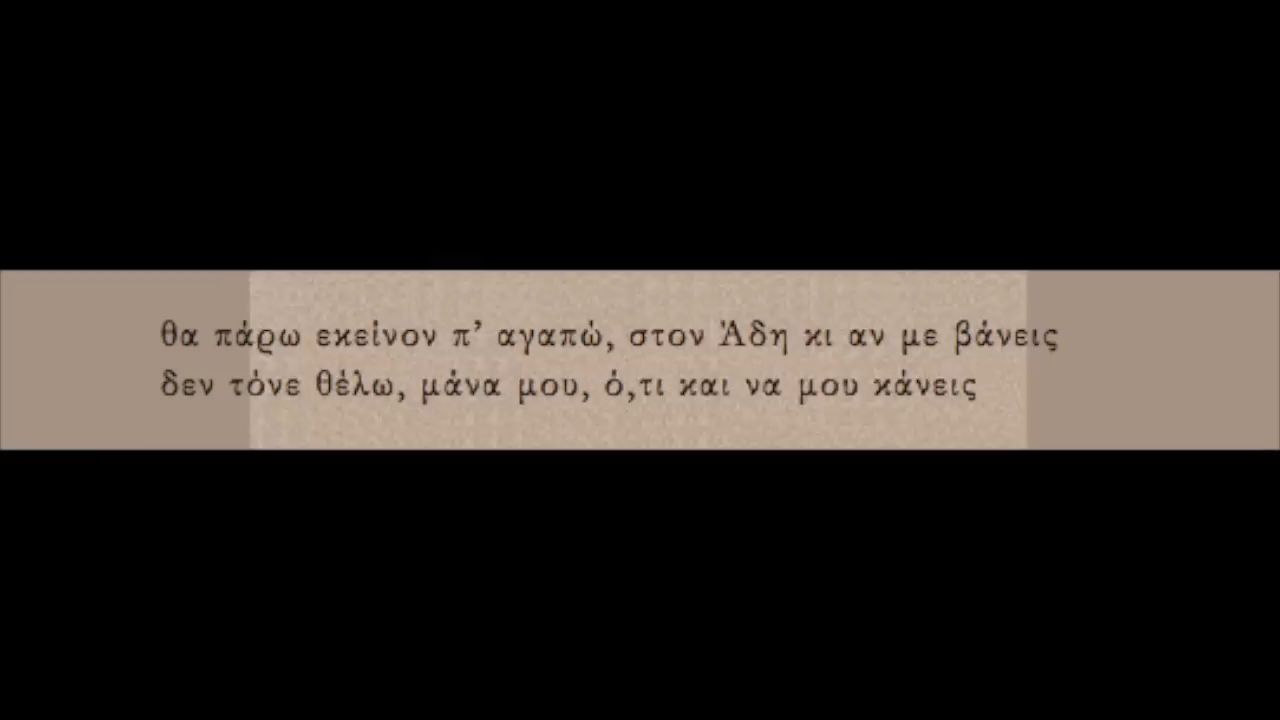 θα πάρω εκείνον π’ αγαπώ, στον Άδη κι αν με βάνεις
δεν τόνε θέλω, μάνα μου, ό,τι και να μου κάνεις